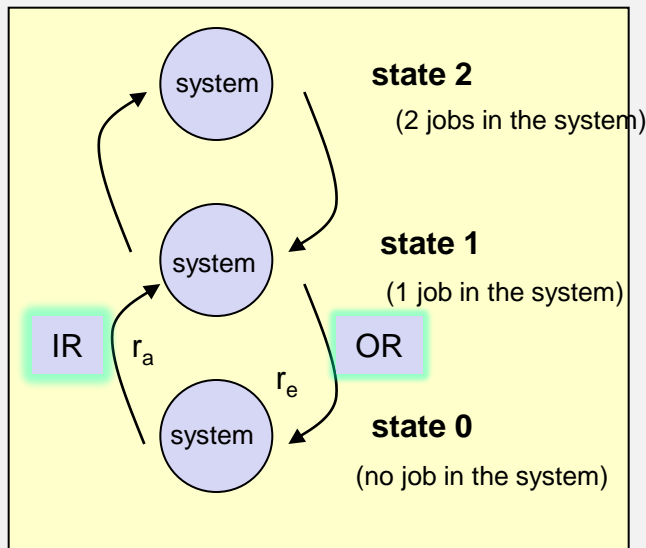 system
state 2
(2 jobs in the system)
system
state 1
(1 job in the system)
IR
rₐ
OR
rₑ
system
state 0
(no job in the system)